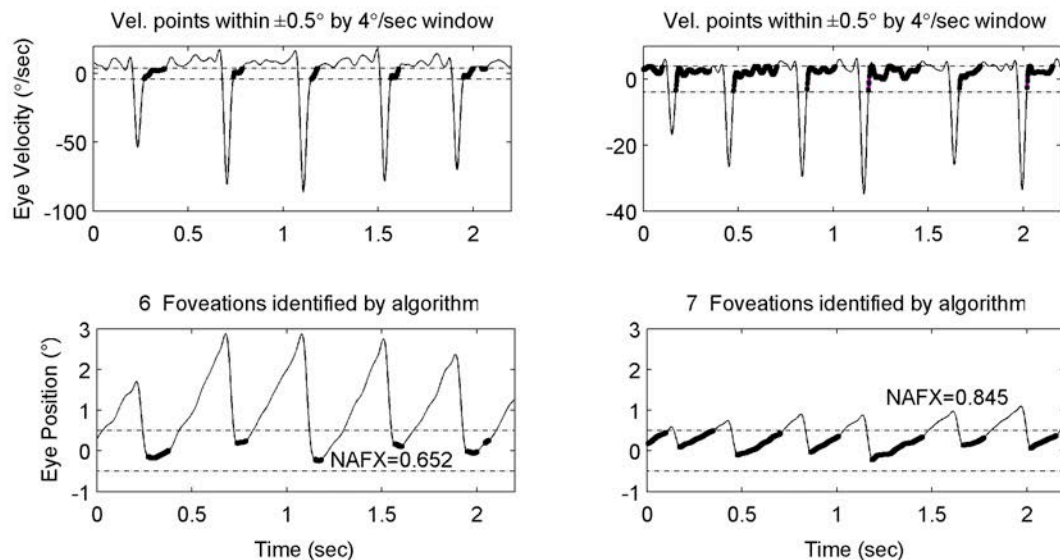 Vel. points within ±0.5° by 4°/sec window
Vel. points within ±0.5° by 4°/sec window
Eye Velocity (°/sec)
0
-50
-100
0 0.5 1 1.5 2
0
-20
-40
0 0.5 1 1.5 2
6 Foveations identified by algorithm
7 Foveations identified by algorithm
Eye Position (°)
3
2
1
0
-1
NAFX=0.652
0 0.5 1 1.5 2
Time (sec)
3
2
1
0
-1
NAFX=0.845
0 0.5 1 1.5 2
Time (sec)